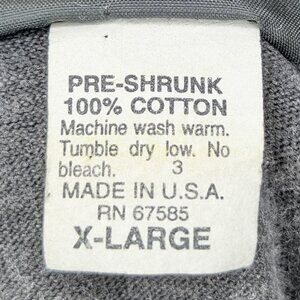 PRE-SHRUNK
100% COTTON
Machine wash warm.
Tumble dry low. No
bleach. 3
MADE IN U.S.A.
RN 67585
X-LARGE